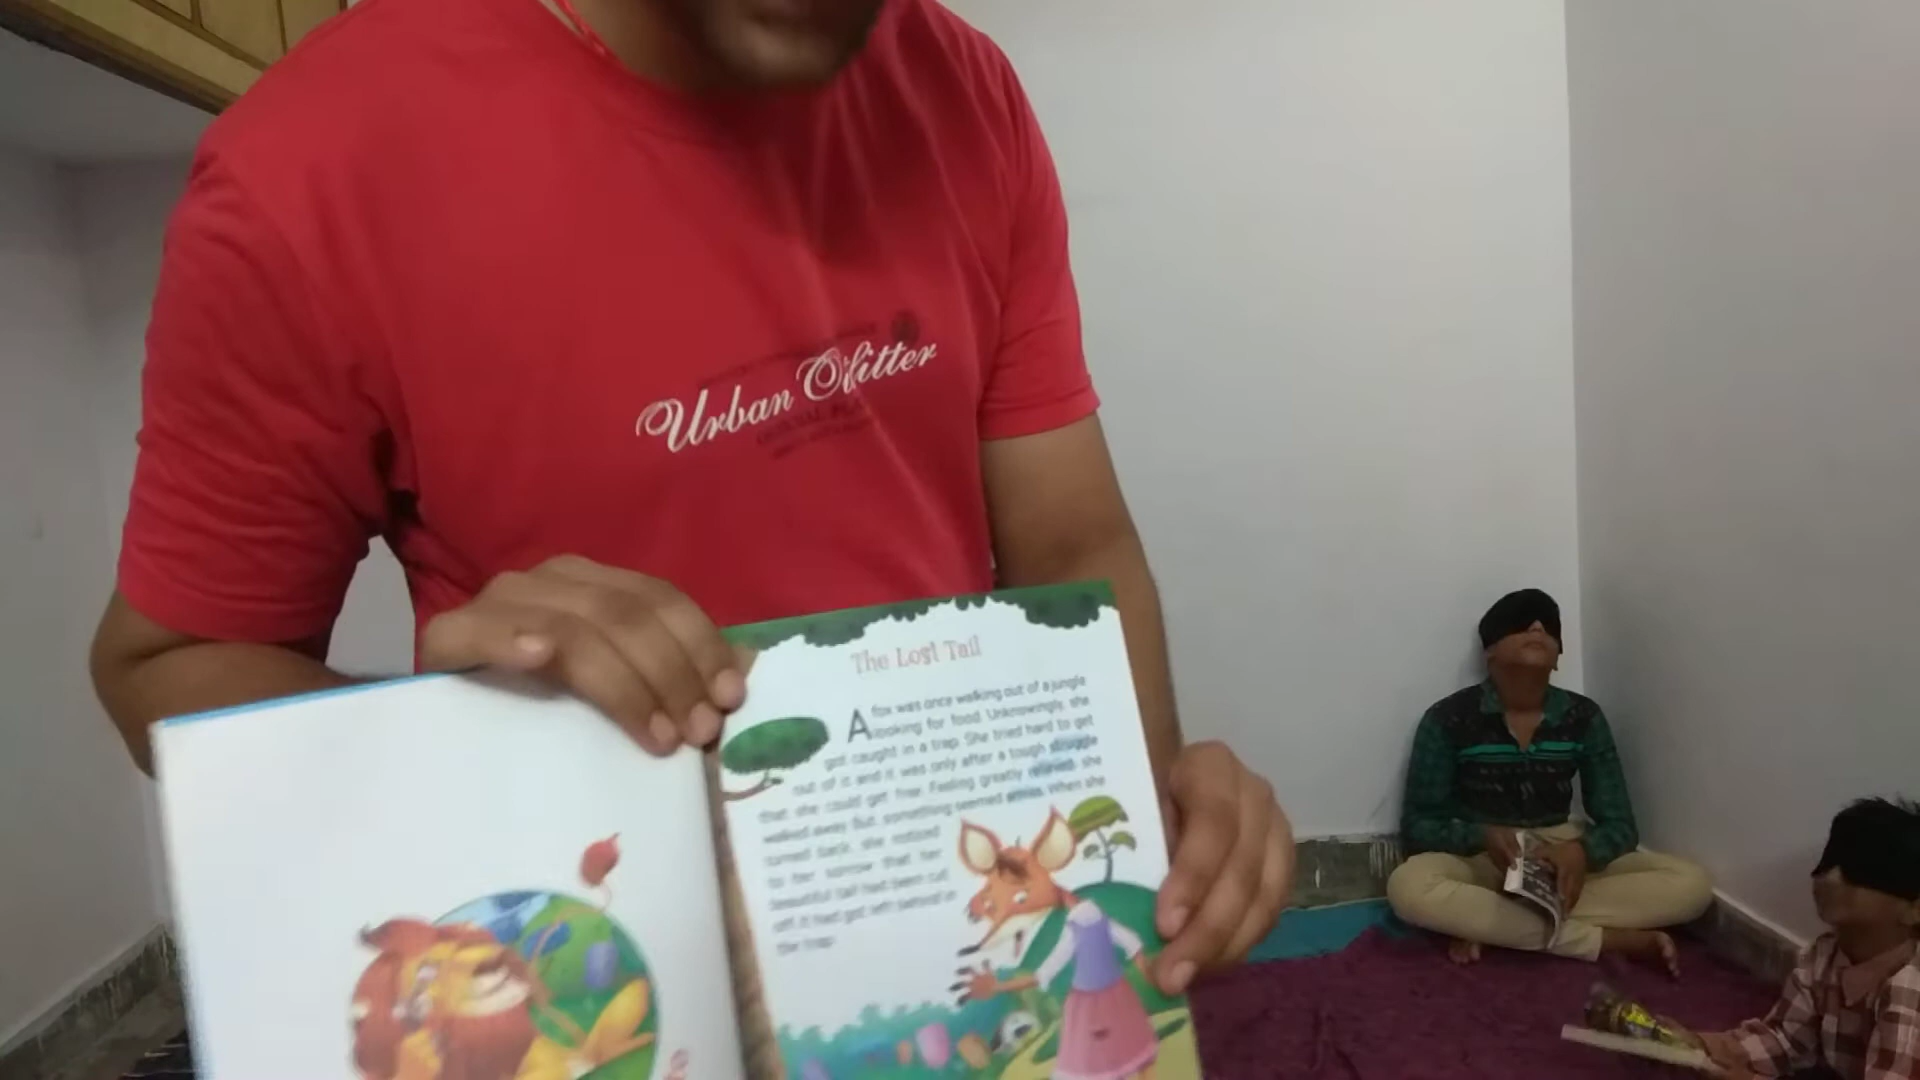 Urban Olitter
The Lost Tail
A fox was once walking out of a jungle
looking for food. Unknowingly, she
got caught in a trap. She tried hard to get
out of it and it was only after a tough struggle
that she could get free. Feeling greatly relieved, she
walked away. But, something seemed amiss. When she
turned back, she noticed
to her sorrow that her
beautiful tail had been cut
off. It had got left behind in
the trap.